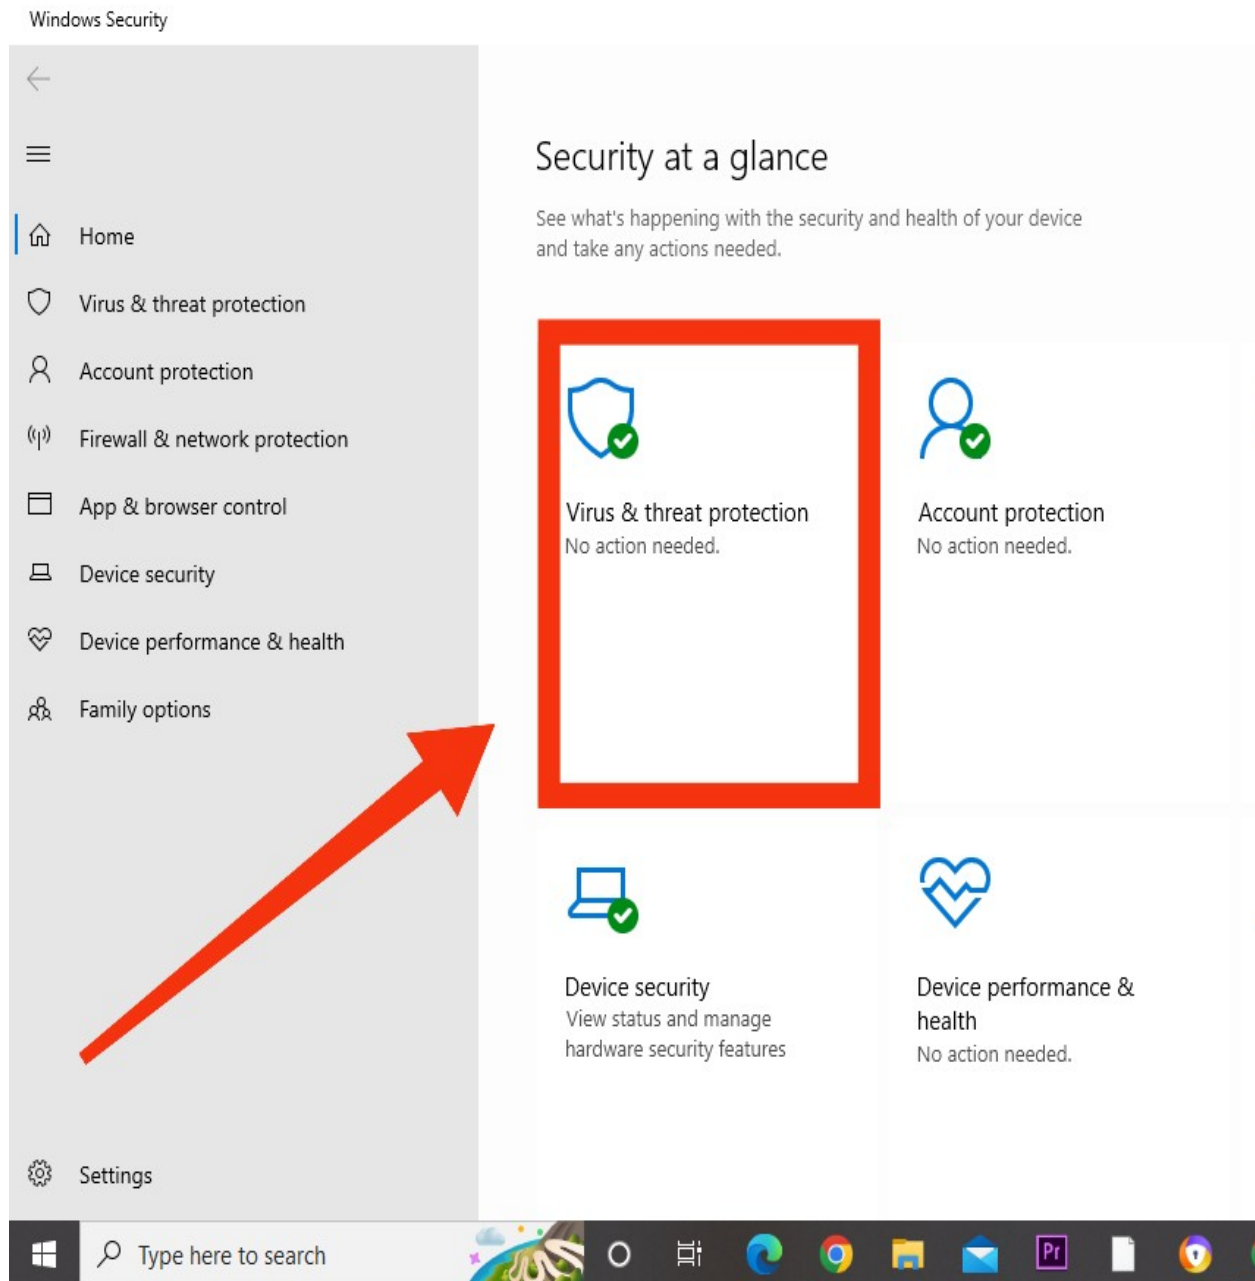 Windows Security
Home
Virus & threat protection
Account protection
Firewall & network protection
App & browser control
Device security
Device performance & health
Family options
Settings
Security at a glance
See what's happening with the security and health of your device
and take any actions needed.
Virus & threat protection
No action needed.
Account protection
No action needed.
Device security
View status and manage
hardware security features
Device performance &
health
No action needed.
Type here to search
Pr